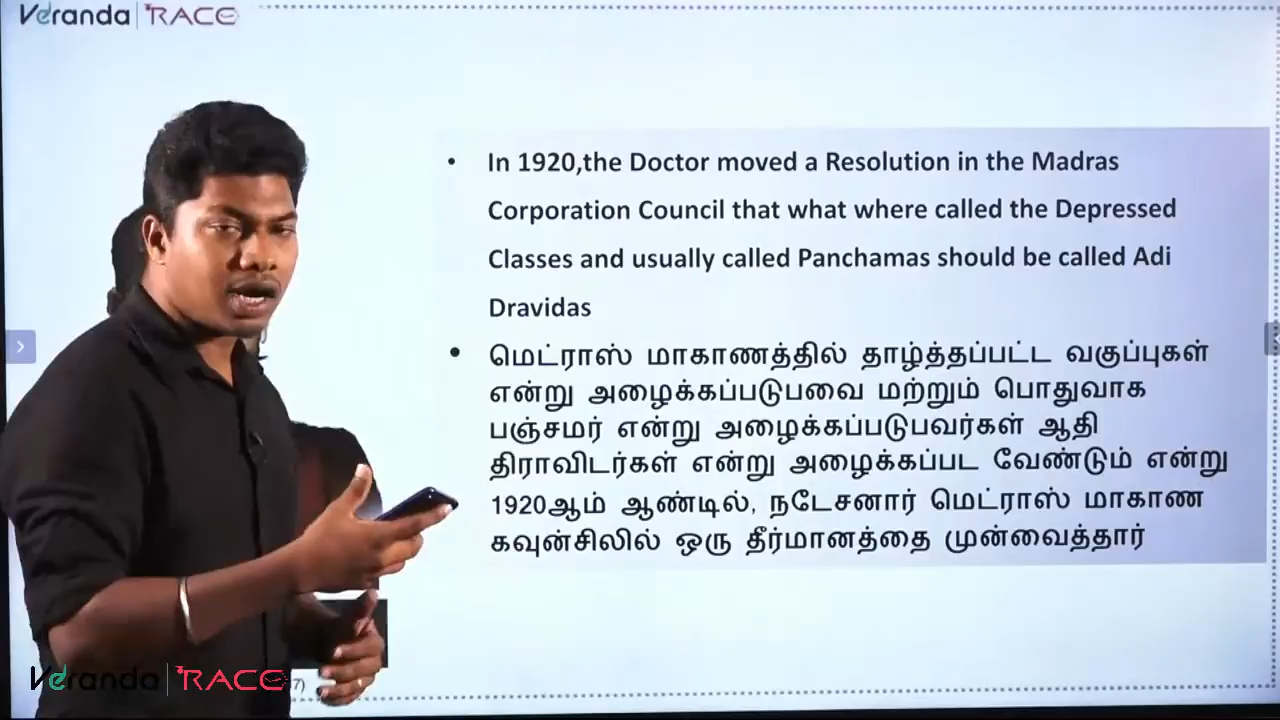 Veranda RACE
In 1920,the Doctor moved a Resolution in the Madras
Corporation Council that what where called the Depressed
Classes and usually called Panchamas should be called Adi
Dravidas
மெட்ராஸ் மாகாணத்தில் தாழ்த்தப்பட்ட வகுப்புகள்
என்று அழைக்கப்படுபவை மற்றும் பொதுவாக
பஞ்சமர் என்று அழைக்கப்படுபவர்கள் ஆதி
திராவிடர்கள் என்று அழைக்கப்பட வேண்டும் என்று
1920ஆம் ஆண்டில், நடேசனார் மெட்ராஸ் மாகாண
கவுன்சிலில் ஒரு தீர்மானத்தை முன்வைத்தார்
Veranda RACE
7)